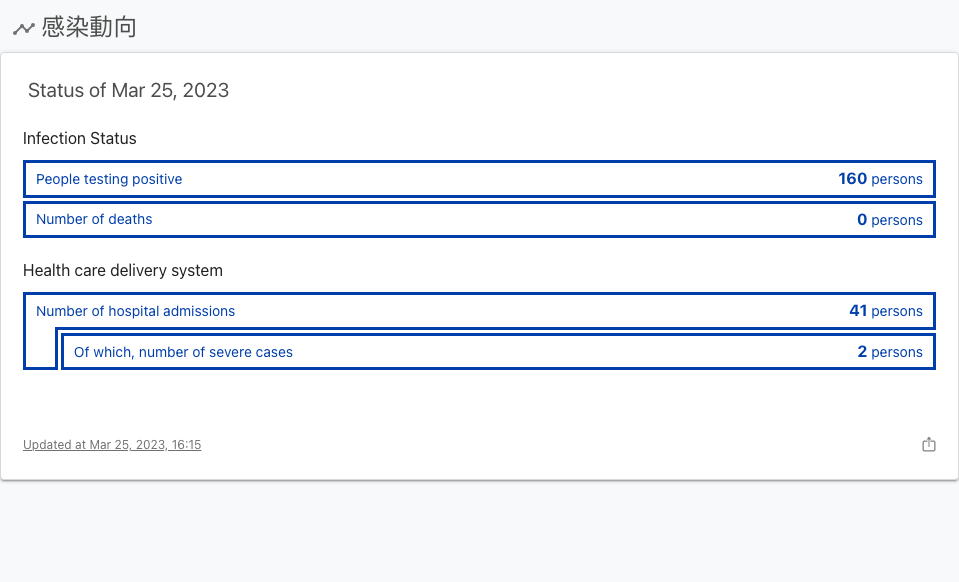 感染動向
Status of Mar 25, 2023
Infection Status
People testing positive 160 persons
Number of deaths 0 persons
Health care delivery system
Number of hospital admissions 41 persons
Of which, number of severe cases 2 persons
Updated at Mar 25, 2023, 16:15